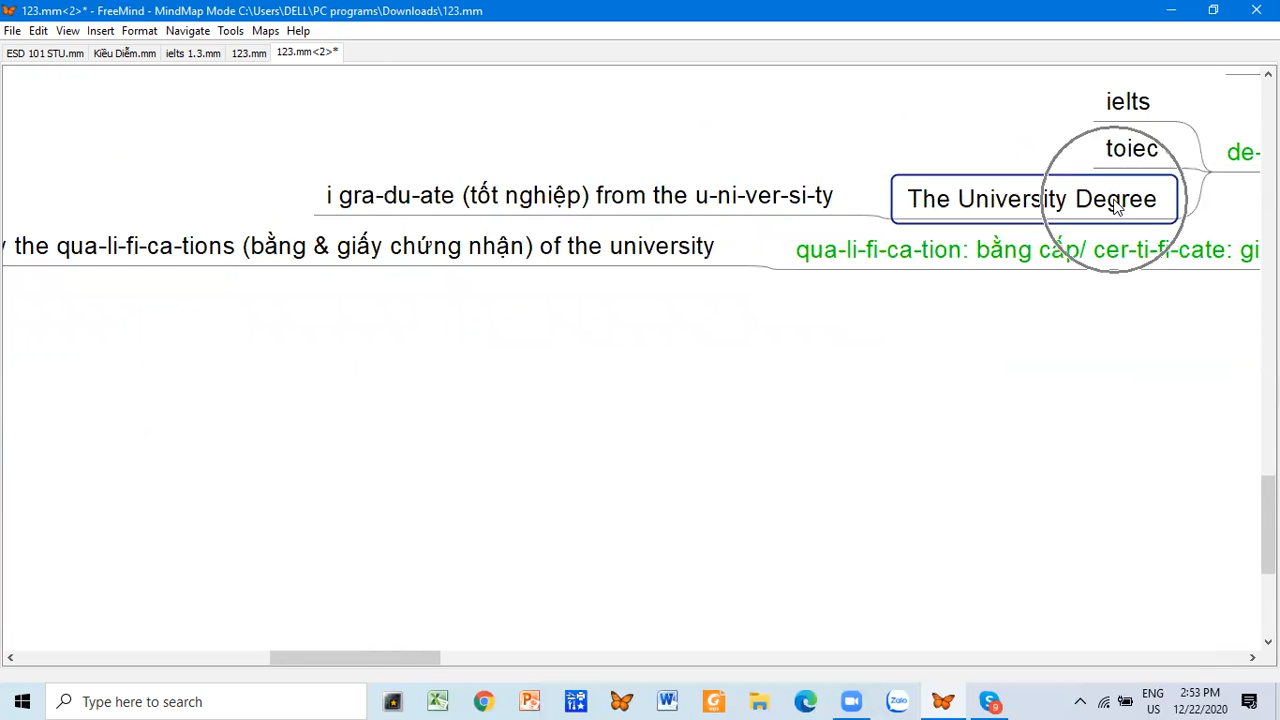 123.mm<2>* - FreeMind - MindMap Mode C:\Users\DELL\PC programs\Downloads\123.mm
File Edit View Insert Format Navigate Tools Maps Help
ESD 101 STU.mm Kiều Diễm.mm ielts 1.3.mm 123.mm 123.mm<2>*
ielts
toiec
de-
i gra-du-ate (tốt nghiệp) from the u-ni-ver-si-ty
The University Degree
y the qua-li-fi-ca-tions (bằng & giấy chứng nhận) of the university
qua-li-fi-ca-tion: bằng cấp/ cer-ti-fi-cate: gi
Type here to search
9
ENG
US
2:53 PM
12/22/2020